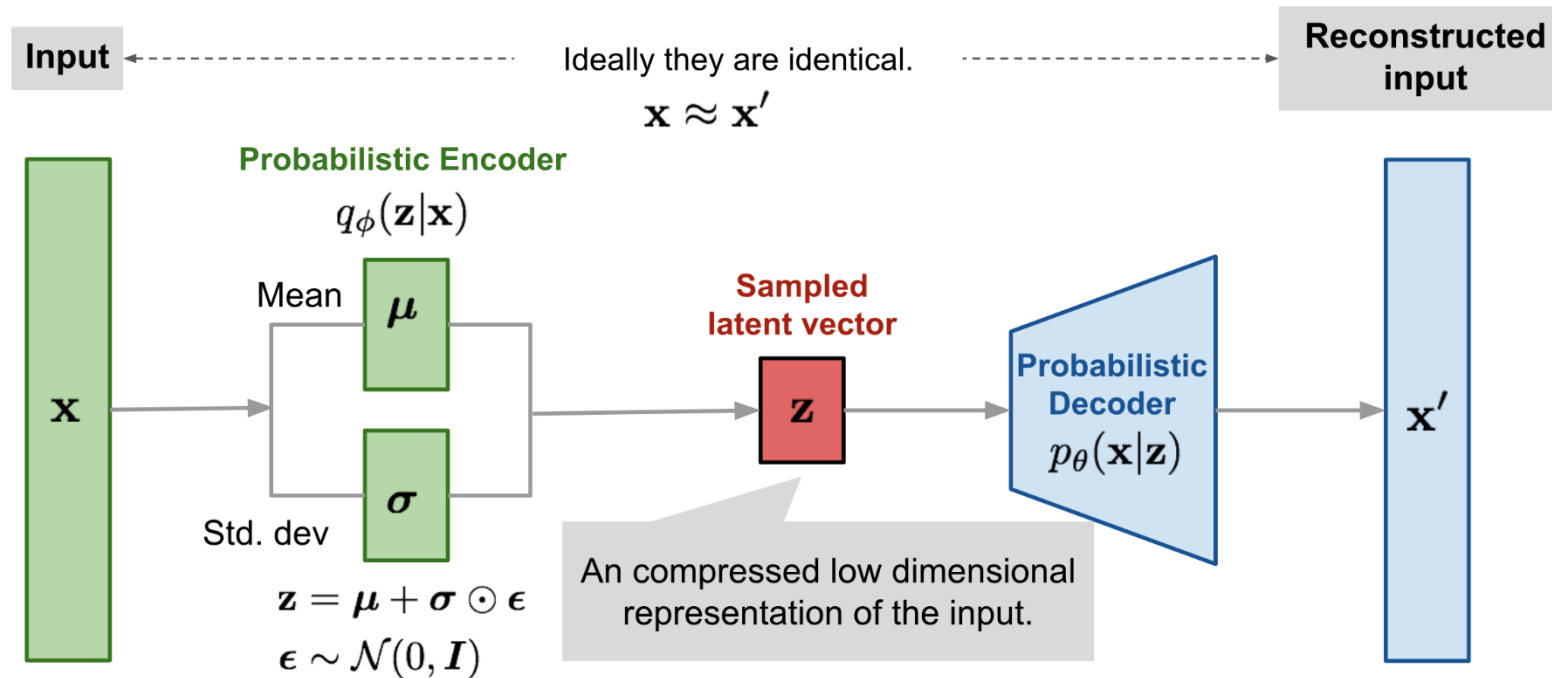 Input
Ideally they are identical.
x ≈ x′
Reconstructed
input
Probabilistic Encoder
qϕ(z|x)
Mean
μ
Std. dev
σ
z = μ + σ ⊙ ϵ
ϵ ∼ 𝒩(0, I)
x
Sampled
latent vector
z
An compressed low dimensional
representation of the input.
Probabilistic
Decoder
pθ(x|z)
x′